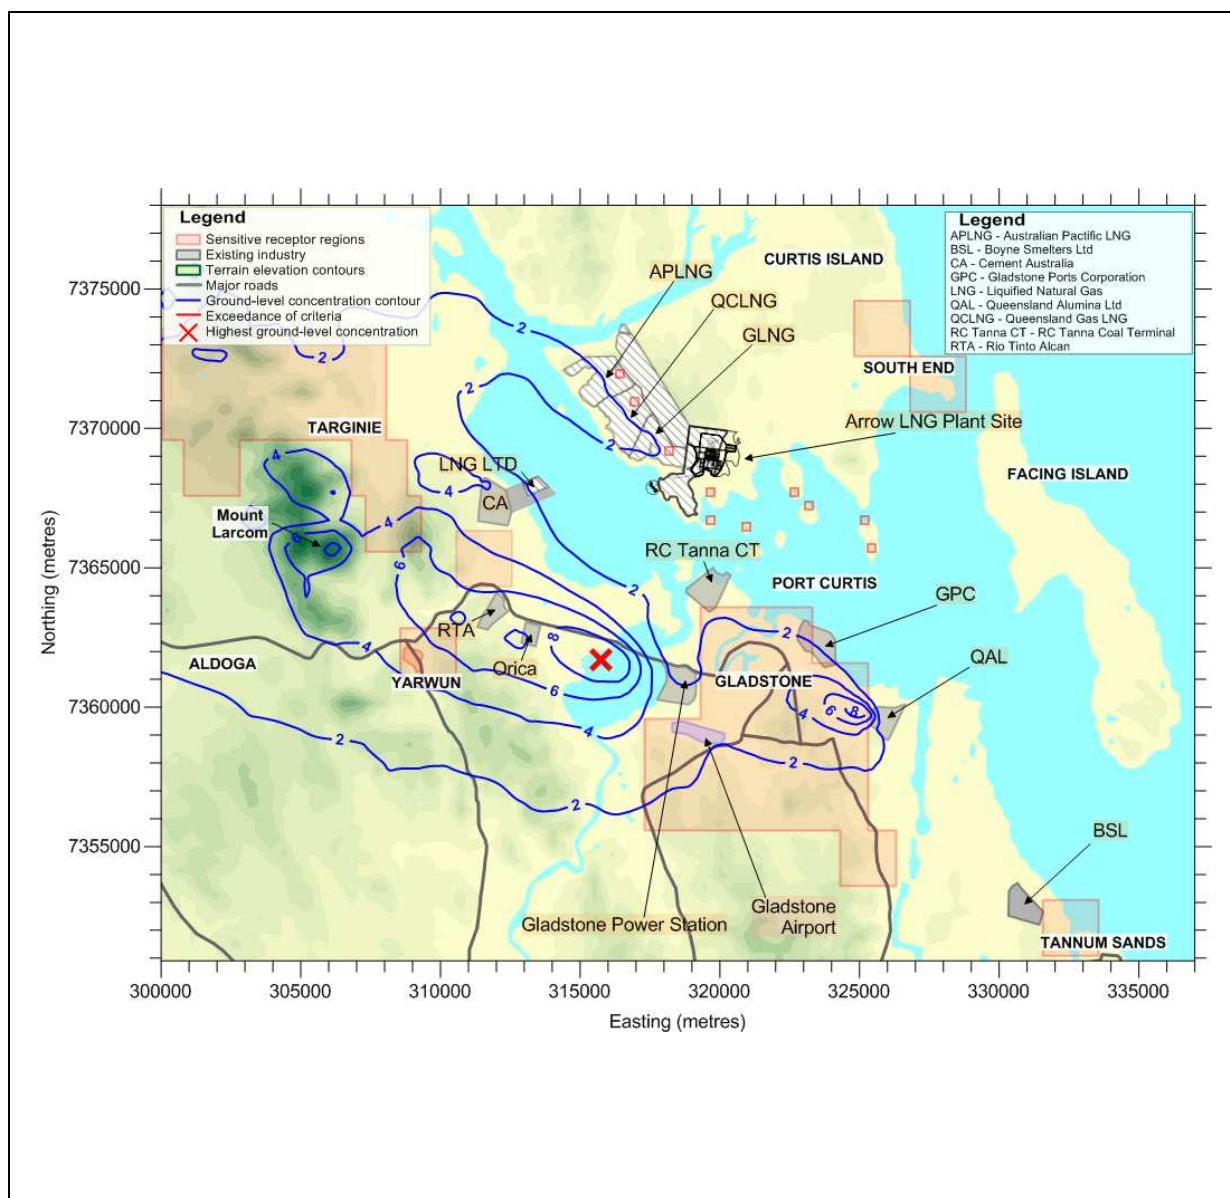 Legend
Sensitive receptor regions
Existing industry
Terrain elevation contours
Major roads
Ground-level concentration contour
Exceedance of criteria
Highest ground-level concentration
Legend
APLNG - Australian Pactific LNG
BSL - Boyne Smelters Ltd
CA - Cement Australia
GPC - Gladstone Ports Corporation
LNG - Liquified Natural Gas
QAL - Queensland Alumina Ltd
QCLNG - Queensland Gas LNG
RC Tanna CT - RC Tanna Coal Terminal
RTA - Rio Tinto Alcan
CURTIS ISLAND
APLNG
QCLNG
GLNG
2
2
2
2
SOUTH END
Arrow LNG Plant Site
TARGINIE
4
LNG LTD
4
CA
FACING ISLAND
Mount
Larcom
4
6
6
RC Tanna CT
PORT CURTIS
2
GPC
RTA
Orica
8
2
4
ALDOGA
YARWUN
6
GLADSTONE
QAL
4
6
8
4
2
2
2
BSL
Gladstone Power Station
Gladstone
Airport
TANNUM SANDS
7375000
7370000
7365000
7360000
7355000
Northing (metres)
300000 305000 310000 315000 320000 325000 330000 335000
Easting (metres)